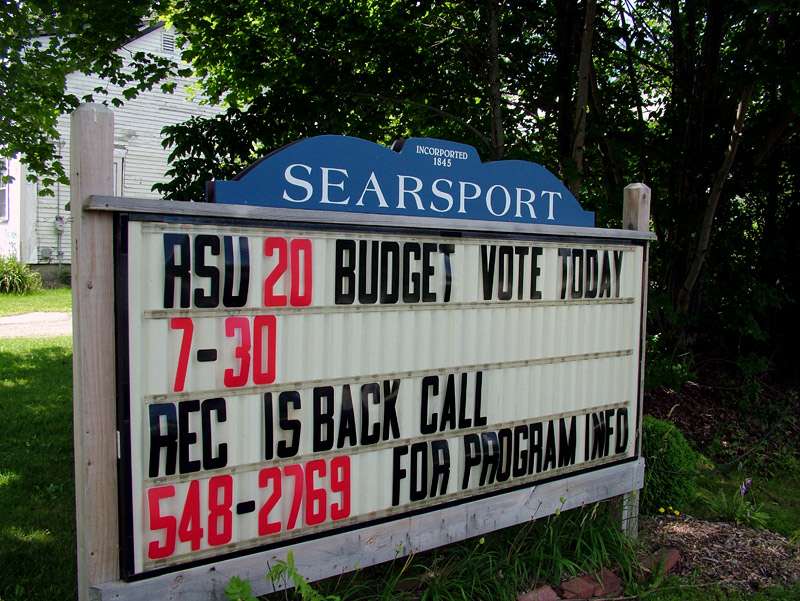 INCORPORATED
1845
SEARSPORT
RSU 20 BUDGET VOTE TODAY
7-30
REC IS BACK CALL
548-2769 FOR PROGRAM INFO